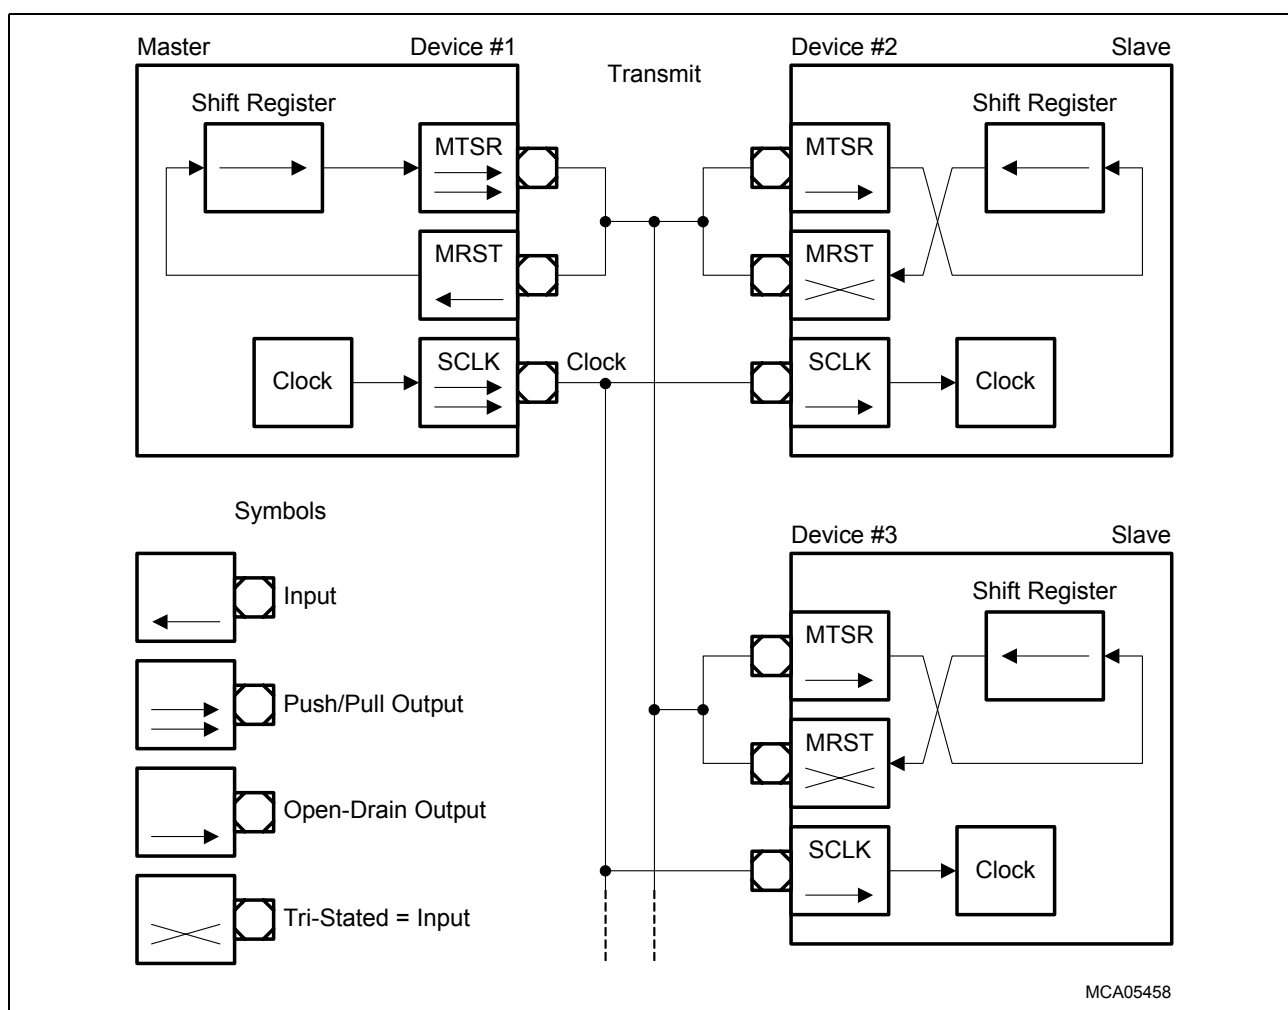 Master
Device #1
Transmit
Device #2
Slave
Shift Register
MTSR
MRST
Clock
SCLK
Clock
MTSR
Shift Register
MRST
SCLK
Clock
Symbols
Input
Push/Pull Output
Open-Drain Output
Tri-Stated = Input
Device #3
Slave
MTSR
Shift Register
MRST
SCLK
Clock
MCA05458